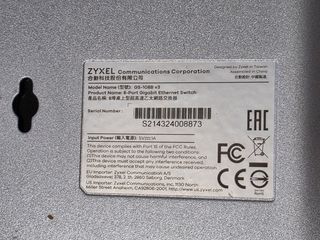 ZYXEL Communications Corporation
合勤科技股份有限公司
Model Name (型號): GS-108B v3
Product Name: 8-Port Gigabit Ethernet Switch
產品名稱: 8埠桌上型超高速乙太網路交換器
Designed by Zyxel in Taiwan
Assembled in China
Serial Number:
S214324008873
EAC
Input Power (輸入電源):
This device complies with Part 15 of the FCC Rules.
Operation is subject to the following two conditions:
(1)This device may not cause harmful interference, and
(2)This device must accept any interference received,
including interference that may cause undesired operation.
FC CE
EU Importer: Zyxel Communications A/S
Gladsaxevej 378, 2. th. 2860 Søborg, Denmark
US Importer: Zyxel Communications, Inc. 1130 North
Miller Street Anaheim, CA92806-2001, http://www.us.zyxel.com